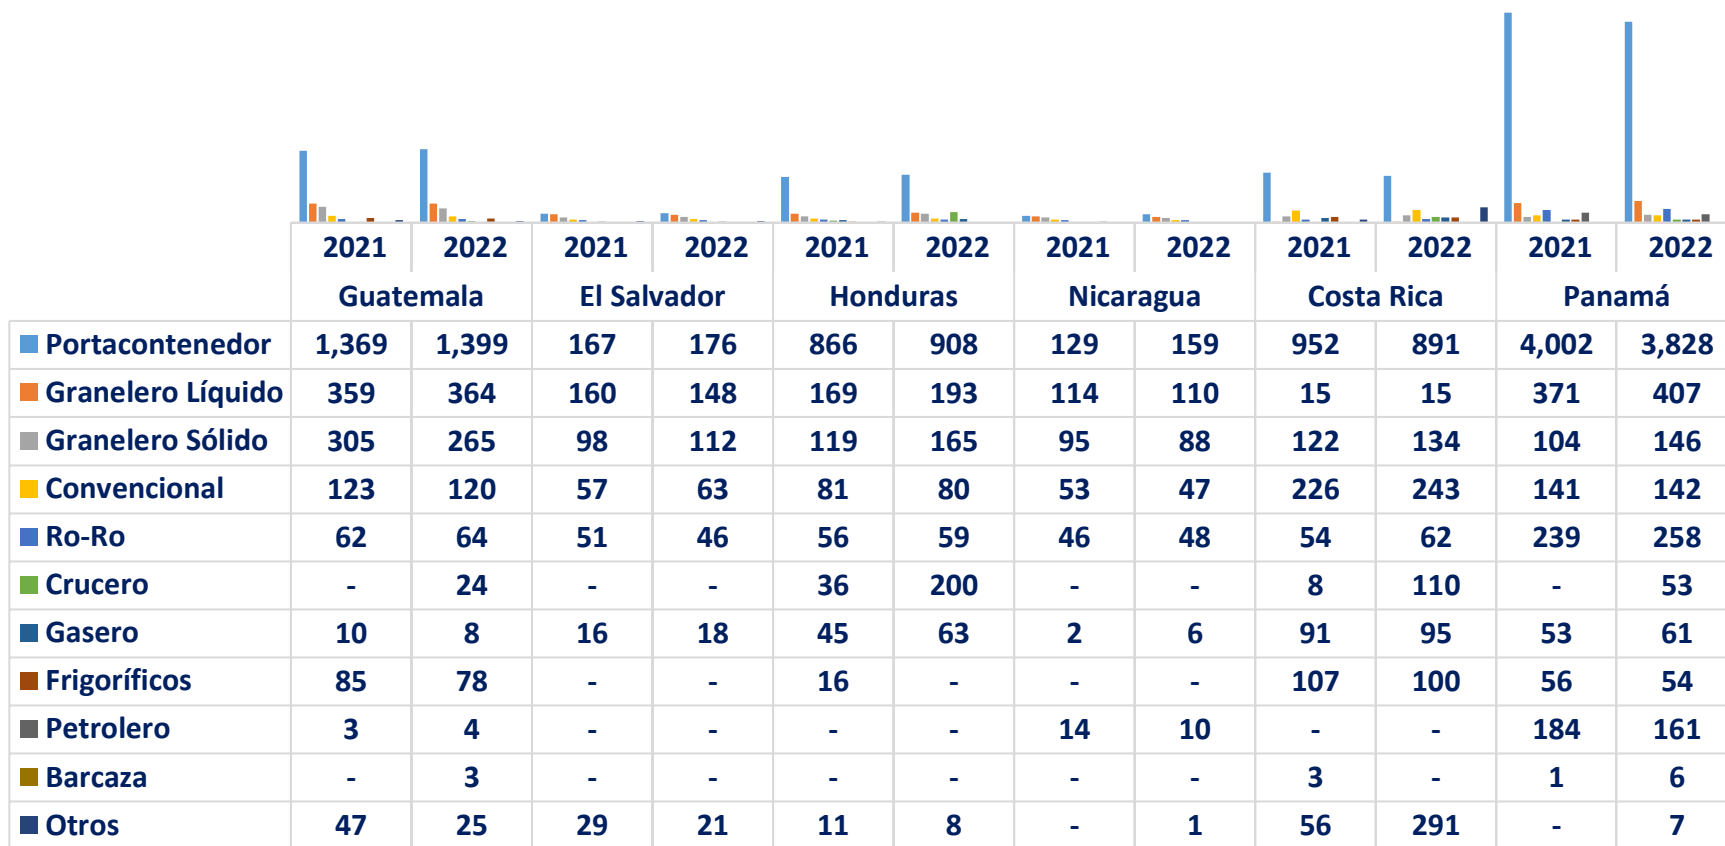 2021 2022 2021 2022 2021 2022 2021 2022 2021 2022 2021 2022
Guatemala El Salvador Honduras Nicaragua Costa Rica Panamá
Portacontenedor 1,369 1,399 167 176 866 908 129 159 952 891 4,002 3,828
Granelero Líquido 359 364 160 148 169 193 114 110 15 15 371 407
Granelero Sólido 305 265 98 112 119 165 95 88 122 134 104 146
Convencional 123 120 57 63 81 80 53 47 226 243 141 142
Ro-Ro 62 64 51 46 56 59 46 48 54 62 239 258
Crucero - 24 - - 36 200 - - 8 110 - 53
Gasero 10 8 16 18 45 63 2 6 91 95 53 61
Frigoríficos 85 78 - - 16 - - - 107 100 56 54
Petrolero 3 4 - - - - 14 10 - - 184 161
Barcaza - 3 - - - - - - 3 - 1 6
Otros 47 25 29 21 11 8 - 1 56 291 - 7